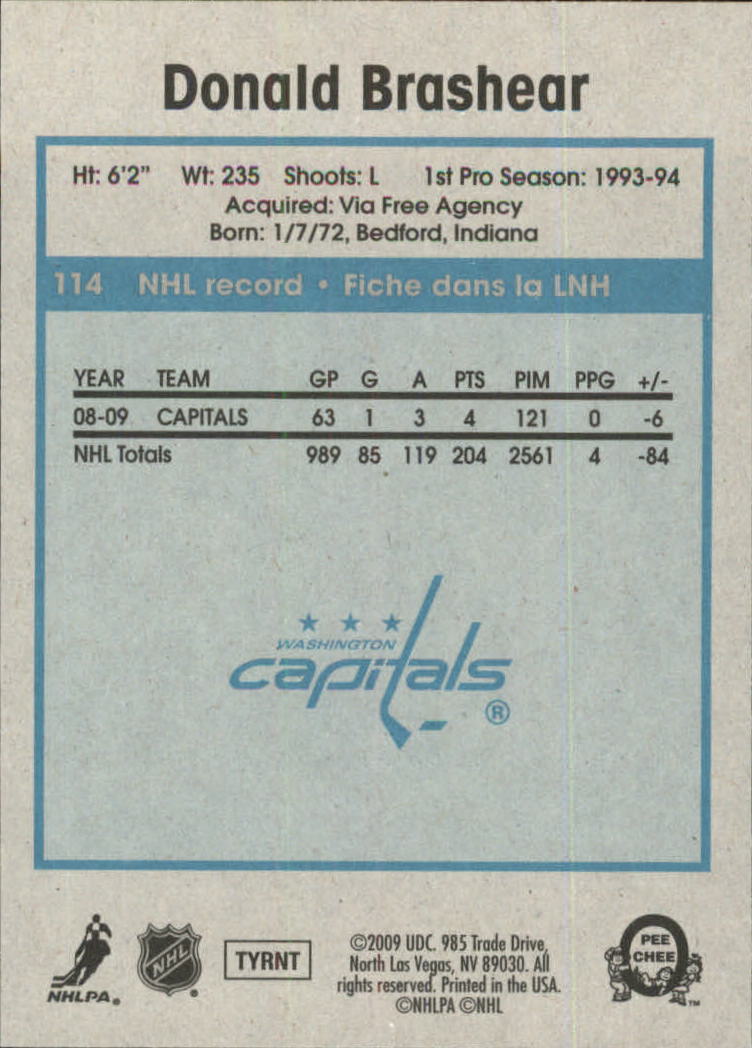 Donald Brashear
Ht: 6'2" Wt: 235 Shoots: L 1st Pro Season: 1993-94
Acquired: Via Free Agency
Born: 1/7/72, Bedford, Indiana
114 NHL record • Fiche dans la LNH
YEAR TEAM GP G A PTS PIM PPG +/-
08-09 CAPITALS 63 1 3 4 121 0 -6
NHL Totals 989 85 119 204 2561 4 -84
WASHINGTON
capitals
®
NHLPA®
NHL
TYRNT
©2009 UDC. 985 Trade Drive,
North Las Vegas, NV 89030. All
rights reserved. Printed in the USA.
©NHLPA ©NHL
PEE
CHEE
TM